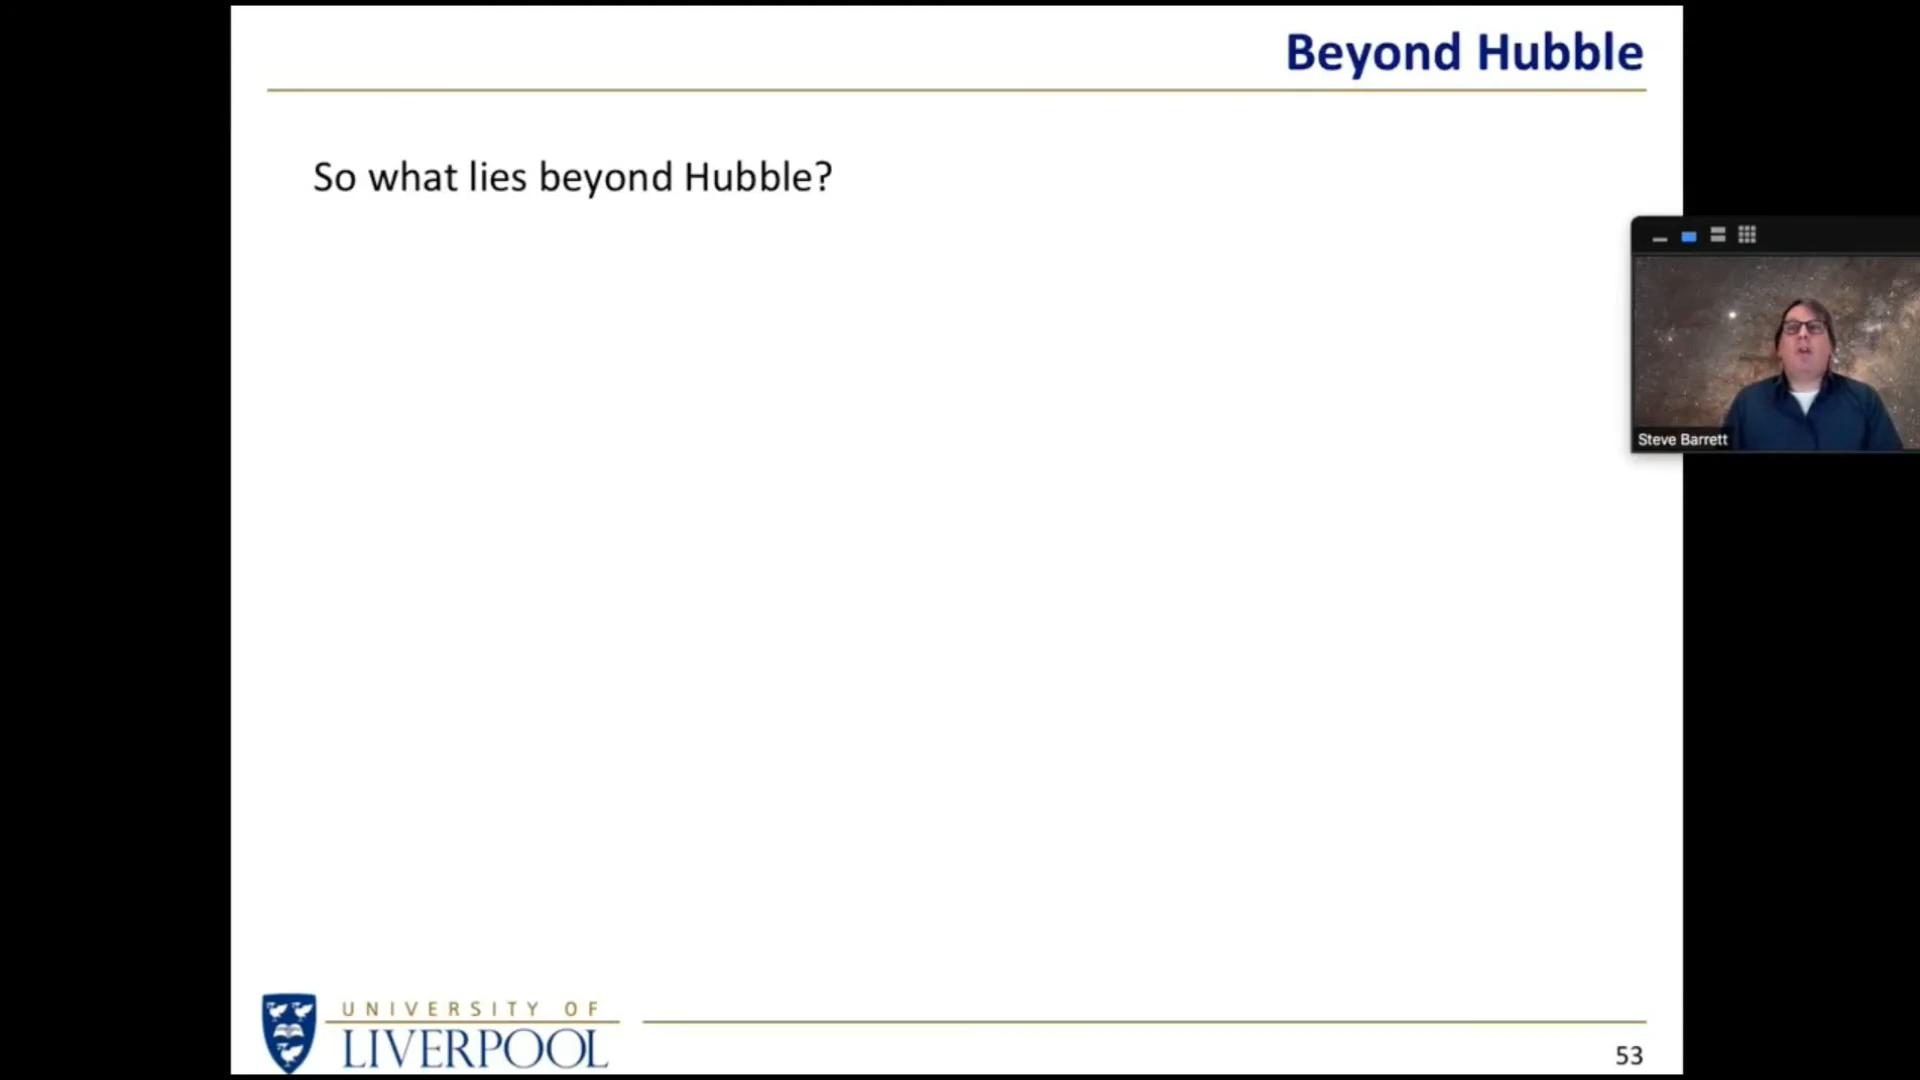 Beyond Hubble
So what lies beyond Hubble?
Steve Barrett
UNIVERSITY OF
LIVERPOOL
53